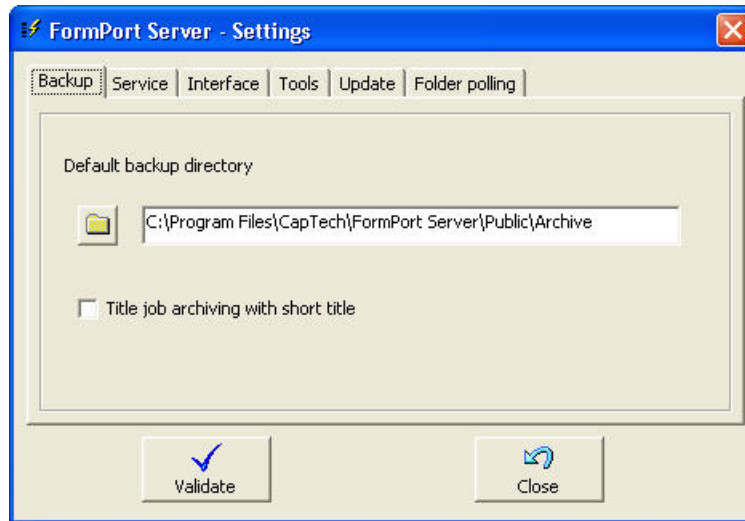 FormPort Server - Settings
Backup Service Interface Tools Update Folder polling
Default backup directory
C:\Program Files\CapTech\FormPort Server\Public\Archive
Title job archiving with short title
Validate Close